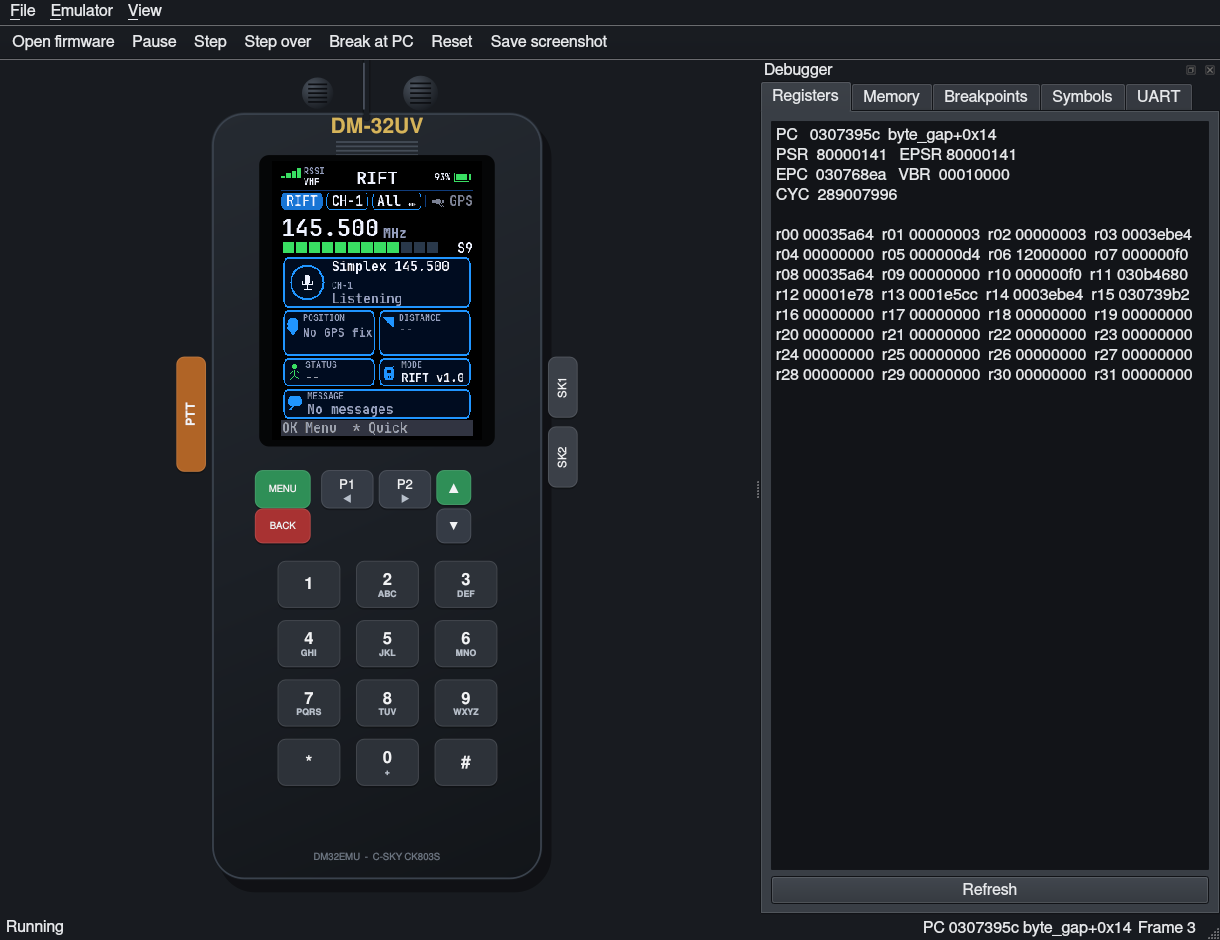 File Emulator View
Open firmware Pause Step Step over Break at PC Reset Save screenshot
DM-32UV
RSSI
VHF
RIFT
93%
RIFT CH-1 All … GPS
145.500 MHz
S9
Simplex 145.500
CH-1
Listening
POSITION
No GPS fix
DISTANCE
--
STATUS
--
MODE
RIFT v1.0
MESSAGE
No messages
OK Menu * Quick
PTT
SK1
SK2
MENU
P1
◀
P2
▶
▲
BACK
▼
1
2
ABC
3
DEF
4
GHI
5
JKL
6
MNO
7
PQRS
8
TUV
9
WXYZ
*
0
+
#
DM32EMU - C-SKY CK803S
Debugger
Registers Memory Breakpoints Symbols UART
PC 0307395c byte_gap+0x14
PSR 80000141 EPSR 80000141
EPC 030768ea VBR 00010000
CYC 289007996
r00 00035a64 r01 00000003 r02 00000003 r03 0003ebe4
r04 00000000 r05 000000d4 r06 12000000 r07 000000f0
r08 00035a64 r09 00000000 r10 000000f0 r11 030b4680
r12 00001e78 r13 0001e5cc r14 0003ebe4 r15 030739b2
r16 00000000 r17 00000000 r18 00000000 r19 00000000
r20 00000000 r21 00000000 r22 00000000 r23 00000000
r24 00000000 r25 00000000 r26 00000000 r27 00000000
r28 00000000 r29 00000000 r30 00000000 r31 00000000
Refresh
Running
PC 0307395c byte_gap+0x14 Frame 3